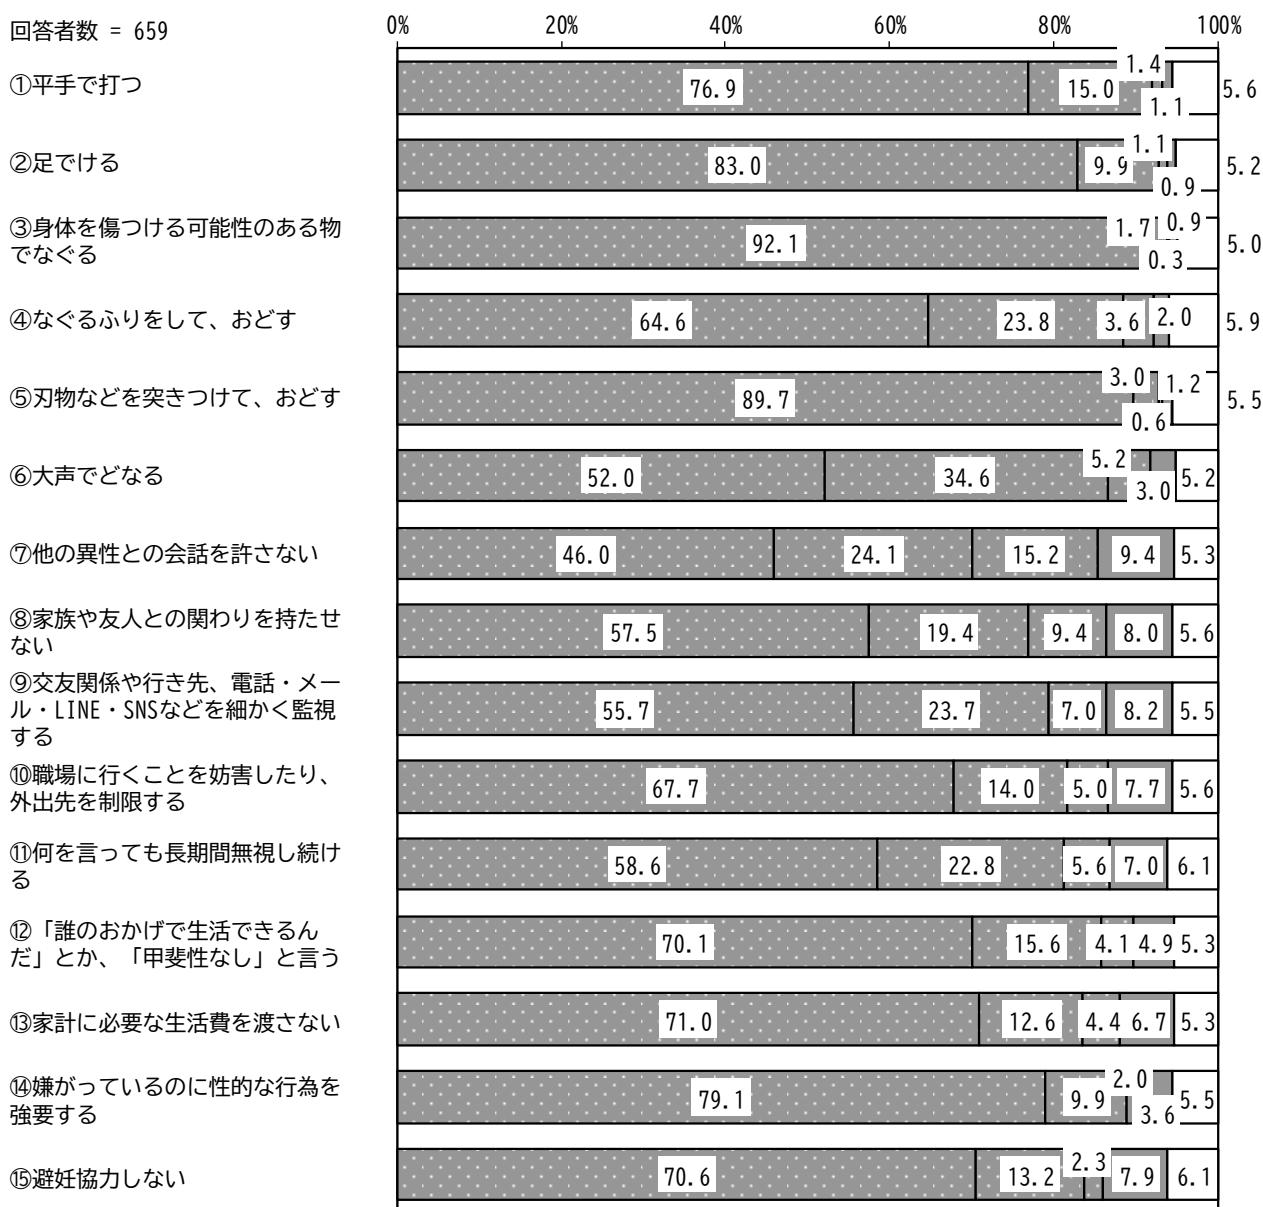 0% 20% 40% 60% 80% 100%
回答者数 = 659
①平手で打つ 76.9 15.0 1.4 1.1 5.6
②足でける 83.0 9.9 1.1 0.9 5.2
③身体を傷つける可能性のある物
でなぐる
92.1 1.7 0.3 0.9 5.0
④なぐるふりをして、おどす 64.6 23.8 3.6 2.0 5.9
⑤刃物などを突きつけて、おどす 89.7 3.0 0.6 1.2 5.5
⑥大声でどなる 52.0 34.6 5.2 3.0 5.2
⑦他の異性との会話を許さない 46.0 24.1 15.2 9.4 5.3
⑧家族や友人との関わりを持たせ
ない
57.5 19.4 9.4 8.0 5.6
⑨交友関係や行き先、電話・メー
ル・LINE・SNSなどを細かく監視
する
55.7 23.7 7.0 8.2 5.5
⑩職場に行くことを妨害したり、
外出先を制限する
67.7 14.0 5.0 7.7 5.6
⑪何を言っても長期間無視し続け
る
58.6 22.8 5.6 7.0 6.1
⑫「誰のおかげで生活できるん
だ」とか、「甲斐性なし」と言う
70.1 15.6 4.1 4.9 5.3
⑬家計に必要な生活費を渡さない 71.0 12.6 4.4 6.7 5.3
⑭嫌がっているのに性的な行為を
強要する
79.1 9.9 2.0 3.6 5.5
⑮避妊協力しない 70.6 13.2 2.3 7.9 6.1